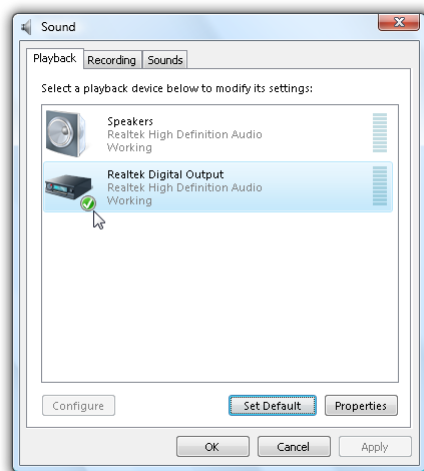 Sound
Playback Recording Sounds
Select a playback device below to modify its settings:
Speakers
Realtek High Definition Audio
Working
Realtek Digital Output
Realtek High Definition Audio
Working
Configure Set Default Properties
OK Cancel Apply